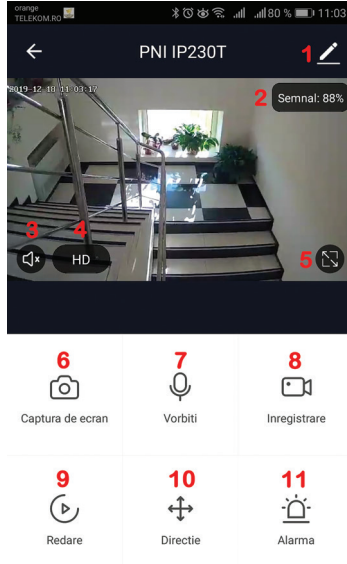 orange
TELEKOM.RO
80 % 11:03
PNI IP230T
1
2019-12-18 11:03:17
2
Semnal: 88%
3
4
HD
5
6
7
8
Captura de ecran
Vorbiti
Inregistrare
9
10
11
Redare
Directie
Alarma